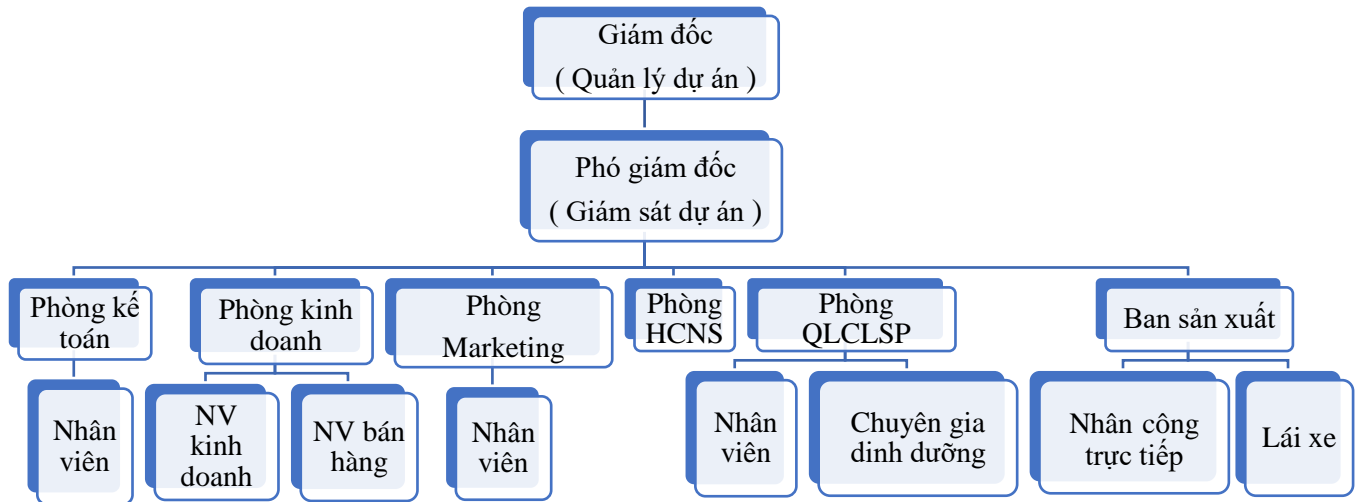 Giám đốc
( Quản lý dự án )
Phó giám đốc
( Giám sát dự án )
Phòng kế
toán
Phòng kinh
doanh
Phòng
Marketing
Phòng
HCNS
Phòng
QLCLSP
Ban sản xuất
Nhân
viên
NV
kinh
doanh
NV bán
hàng
Nhân
viên
Nhân
viên
Chuyên gia
dinh dưỡng
Nhân công
trực tiếp
Lái xe